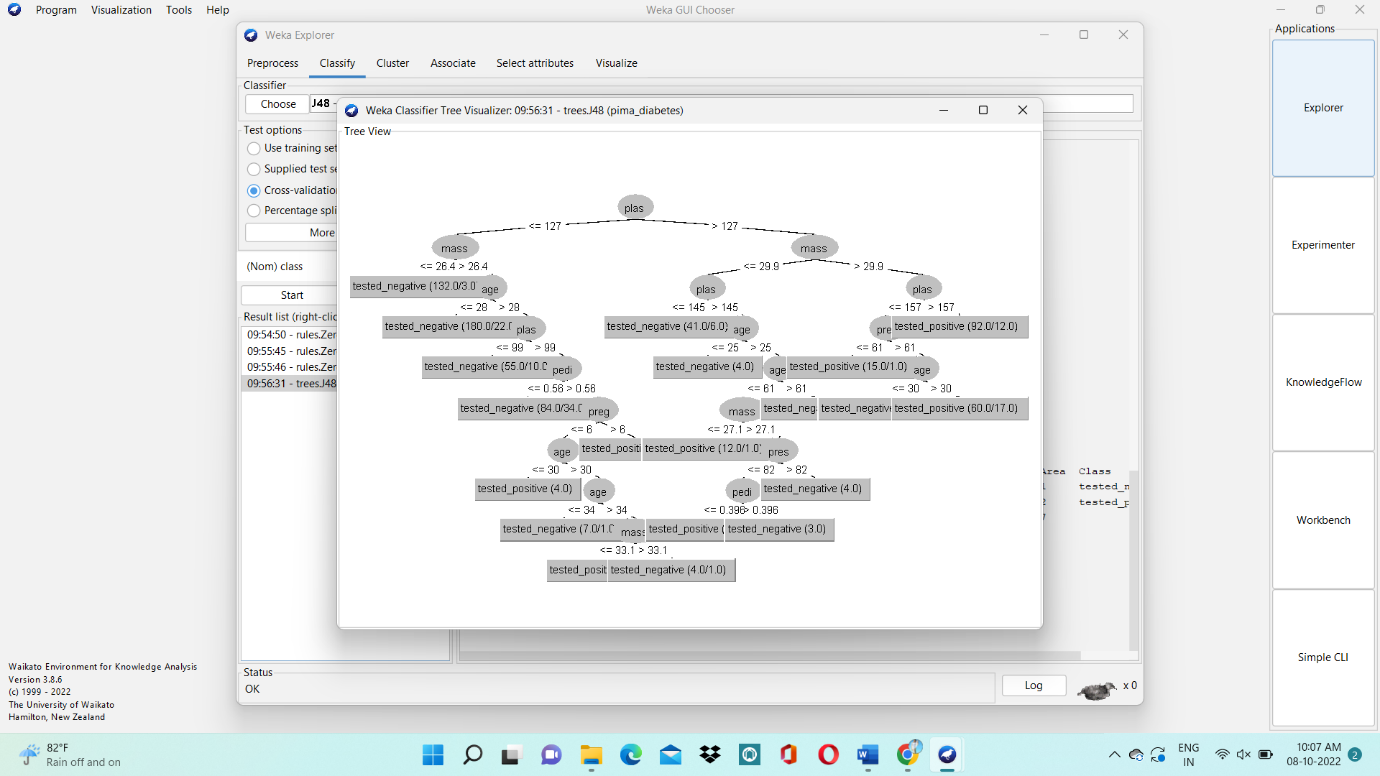 Program Visualization Tools Help
Weka GUI Chooser
Applications
Weka Explorer
Preprocess Classify Cluster Associate Select attributes Visualize
Classifier
Choose J48 -
Weka Classifier Tree Visualizer: 09:56:31 - trees.J48 (pima_diabetes)
Test options
Tree View
Use training set
Supplied test se
Cross-validation
Percentage spli
More
(Nom) class
Start
Result list (right-clic
09:54:50 - rules.Zer
09:55:45 - rules.Zer
09:55:46 - rules.Zer
09:56:31 - trees.J48
plas
<= 127 > 127
mass mass
<= 26.4 > 26.4 <= 29.9 > 29.9
tested_negative (132.0/3.0 age plas plas
<= 28 > 28 <= 145 > 145 <= 157 > 157
tested_negative (180.0/22. plas tested_negative (41.0/6.0) age pre tested_positive (92.0/12.0)
<= 99 > 99 <= 25 > 25 <= 61 > 61
tested_negative (55.0/10. pedi tested_negative (4.0) age tested_positive (15.0/1.0) age
<= 0.56 > 0.56 <= 61 > 61 <= 30 > 30
tested_negative (84.0/34. preg mass tested_neg tested_negativ tested_positive (60.0/17.0)
<= 6 > 6 <= 27.1 > 27.1
age tested_positi tested_positive (12.0/1.0) pres
<= 30 > 30 <= 82 > 82
tested_positive (4.0) age pedi tested_negative (4.0)
<= 34 > 34 <= 0.396 > 0.396
tested_negative (7.0/1. mass tested_positive ( tested_negative (3.0)
<= 33.1 > 33.1
tested_posit tested_negative (4.0/1.0)
Area Class
tested_n
tested_p
Explorer
Experimenter
KnowledgeFlow
Workbench
Simple CLI
Status
OK
Log
x 0
Waikato Environment for Knowledge Analysis
Version 3.8.6
(c) 1999 - 2022
The University of Waikato
Hamilton, New Zealand
82°F
Rain off and on
ENG
IN
10:07 AM
08-10-2022
2